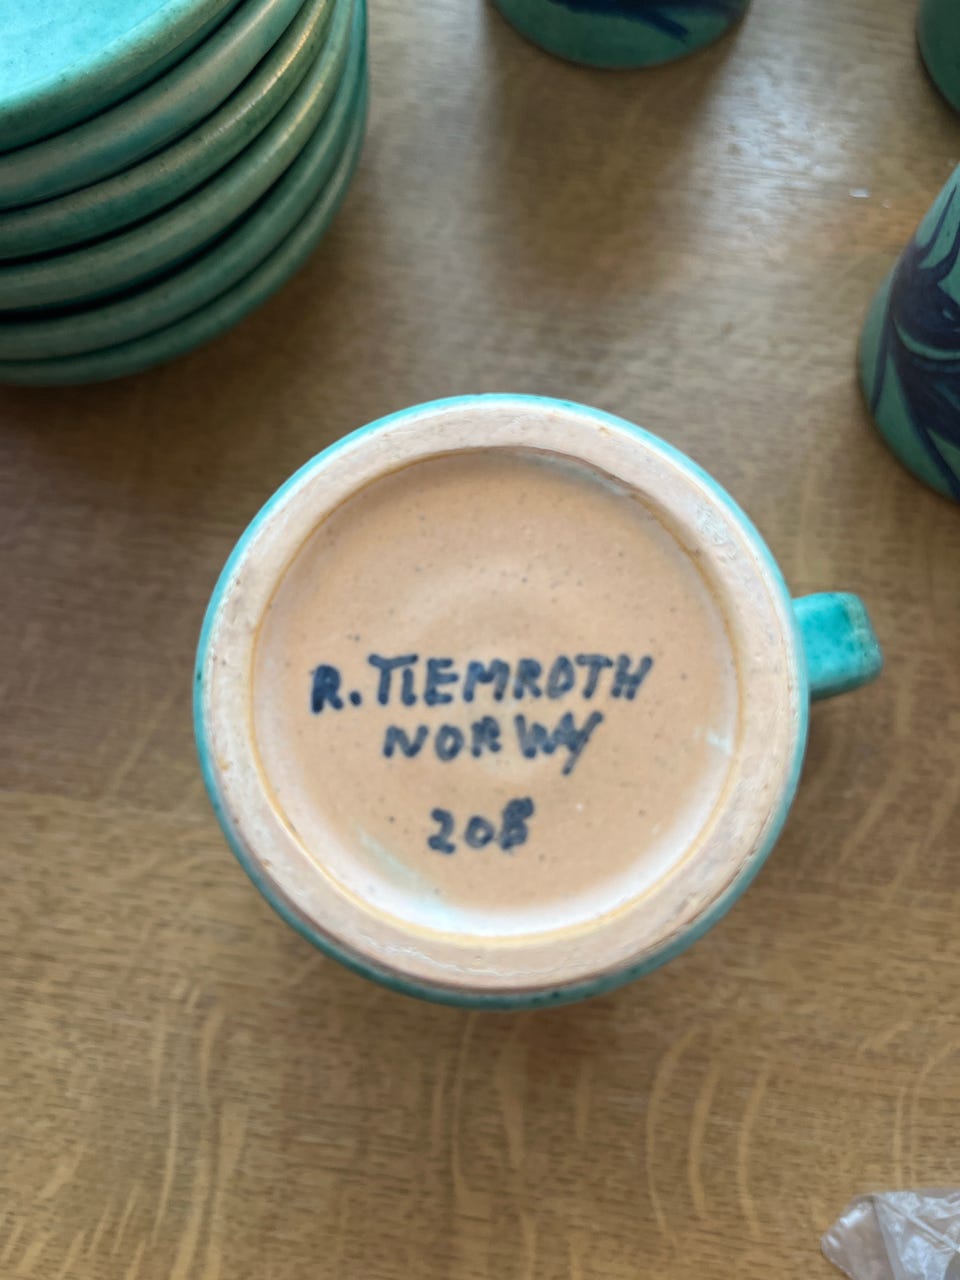 R. TIEMROTH
NORWAY
208